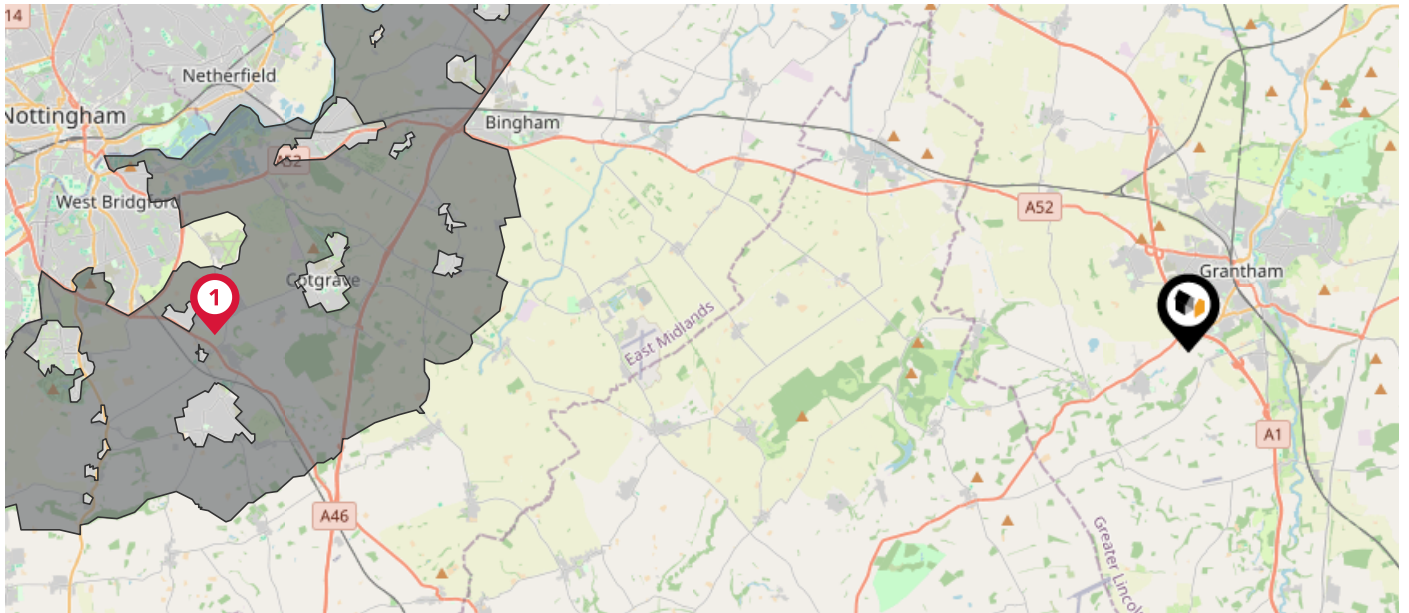 14
Netherfield
Nottingham
Bingham
A52
West Bridgford
A52
Grantham
Cotgrave
1
East Midlands
A1
A46
Greater Lincol